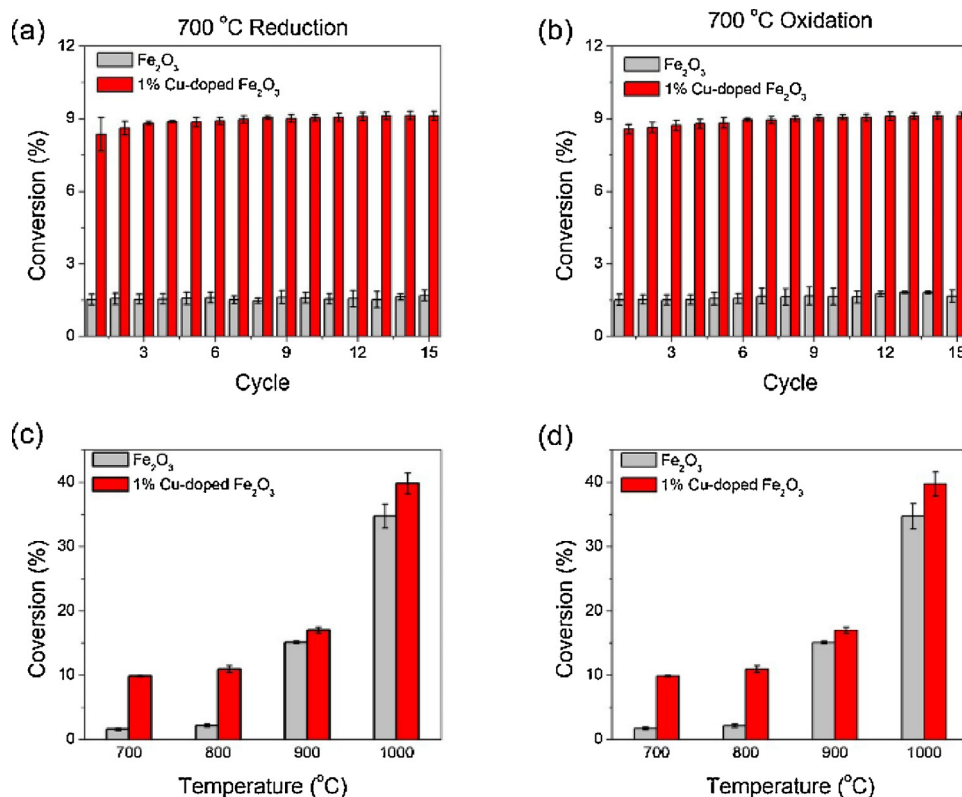 (a)
700 °C Reduction
Fe₂O₃
1% Cu-doped Fe₂O₃
12
9
6
3
0
Conversion (%)
3 6 9 12 15
Cycle
(b)
700 °C Oxidation
Fe₂O₃
1% Cu-doped Fe₂O₃
12
9
6
3
0
Conversion (%)
3 6 9 12 15
Cycle
(c)
Fe₂O₃
1% Cu-doped Fe₂O₃
40
30
20
10
0
Coversion (%)
700 800 900 1000
Temperature (°C)
(d)
Fe₂O₃
1% Cu-doped Fe₂O₃
40
30
20
10
0
Coversion (%)
700 800 900 1000
Temperature (°C)